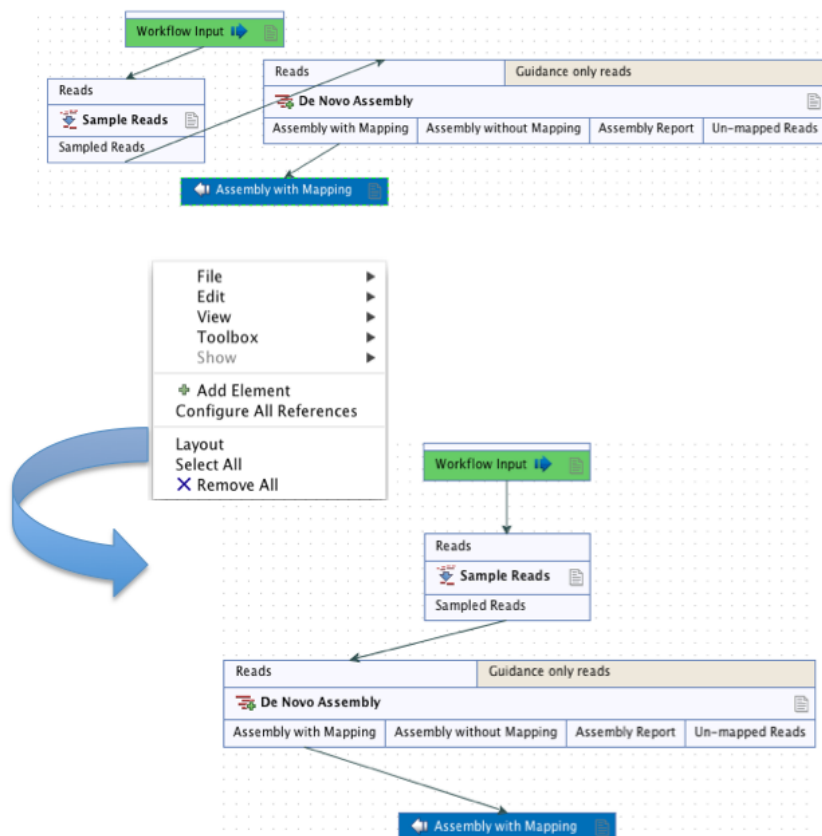 Workflow Input
Reads
Sample Reads
Sampled Reads
Reads Guidance only reads
De Novo Assembly
Assembly with Mapping Assembly without Mapping Assembly Report Un-mapped Reads
Assembly with Mapping
File
Edit
View
Toolbox
Show
Add Element
Configure All References
Layout
Select All
Remove All
Workflow Input
Reads
Sample Reads
Sampled Reads
Reads Guidance only reads
De Novo Assembly
Assembly with Mapping Assembly without Mapping Assembly Report Un-mapped Reads
Assembly with Mapping